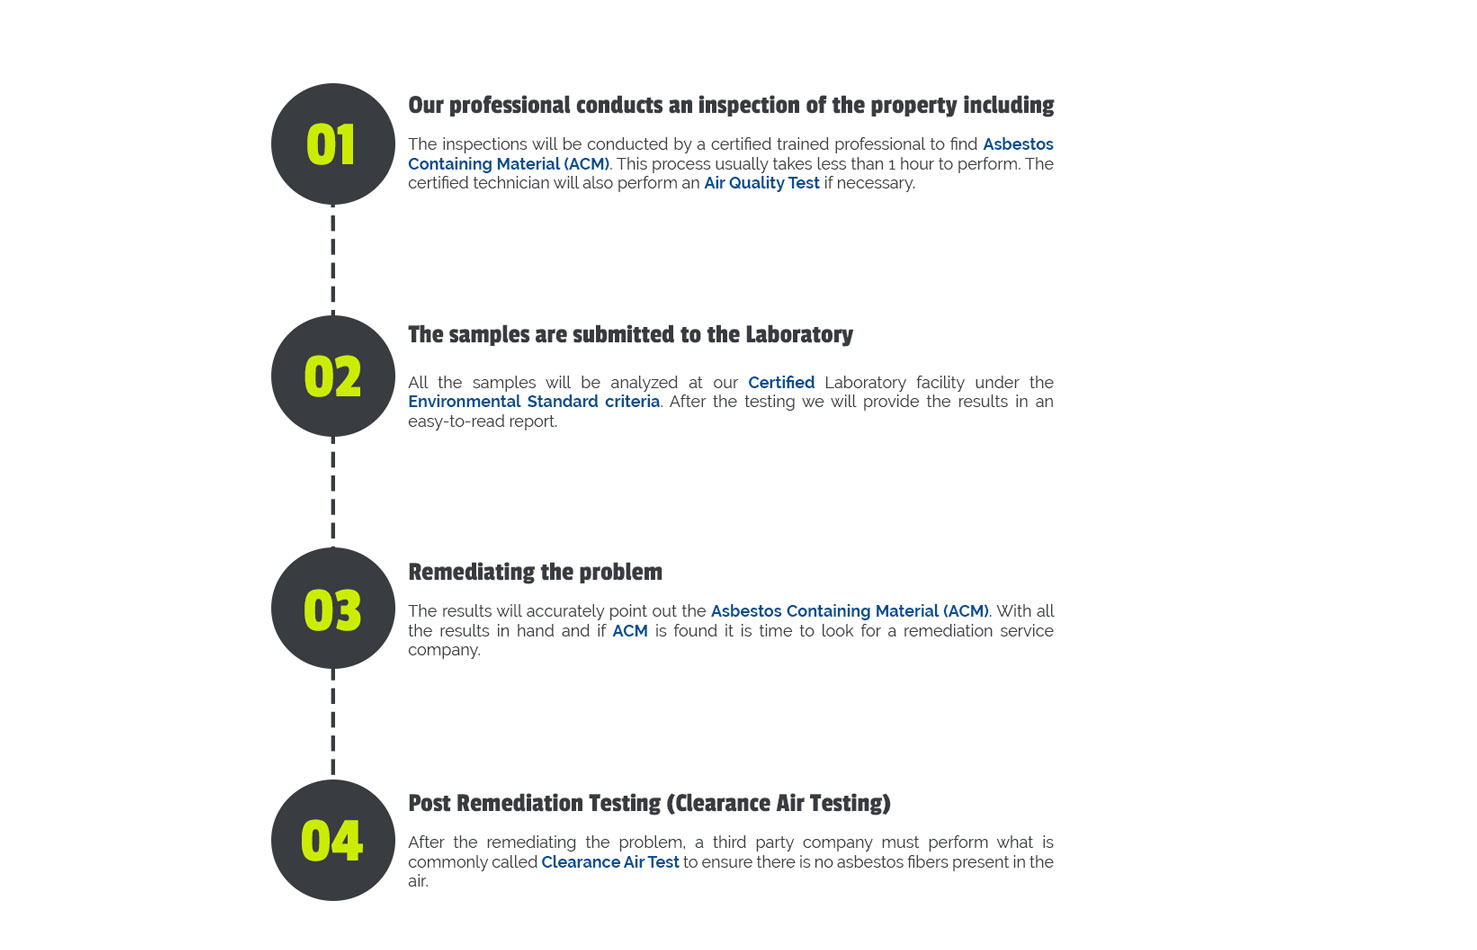 01
Our professional conducts an inspection of the property including
The inspections will be conducted by a certified trained professional to find Asbestos
Containing Material (ACM). This process usually takes less than 1 hour to perform. The
certified technician will also perform an Air Quality Test if necessary.
02
The samples are submitted to the Laboratory
All the samples will be analyzed at our Certified Laboratory facility under the
Environmental Standard criteria. After the testing we will provide the results in an
easy-to-read report.
03
Remediating the problem
The results will accurately point out the Asbestos Containing Material (ACM). With all
the results in hand and if ACM is found it is time to look for a remediation service
company.
04
Post Remediation Testing (Clearance Air Testing)
After the remediating the problem, a third party company must perform what is
commonly called Clearance Air Test to ensure there is no asbestos fibers present in the
air.